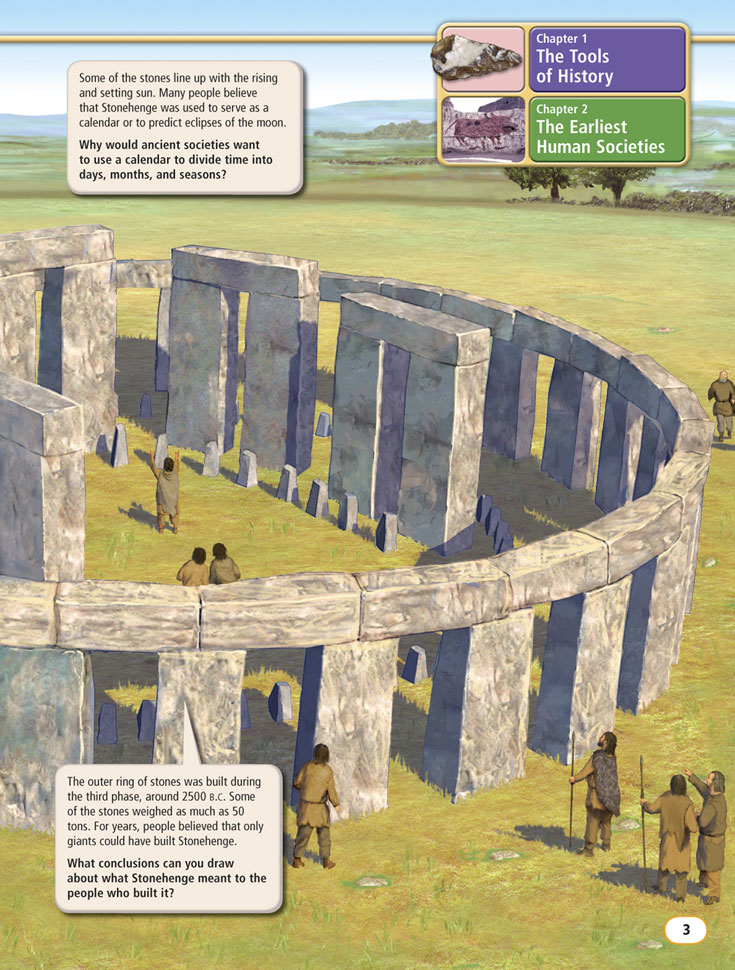 Chapter 1
The Tools
of History
Chapter 2
The Earliest
Human Societies
Some of the stones line up with the rising
and setting sun. Many people believe
that Stonehenge was used to serve as a
calendar or to predict eclipses of the moon.
Why would ancient societies want
to use a calendar to divide time into
days, months, and seasons?
The outer ring of stones was built during
the third phase, around 2500 B.C. Some
of the stones weighed as much as 50
tons. For years, people believed that only
giants could have built Stonehenge.
What conclusions can you draw
about what Stonehenge meant to the
people who built it?
3